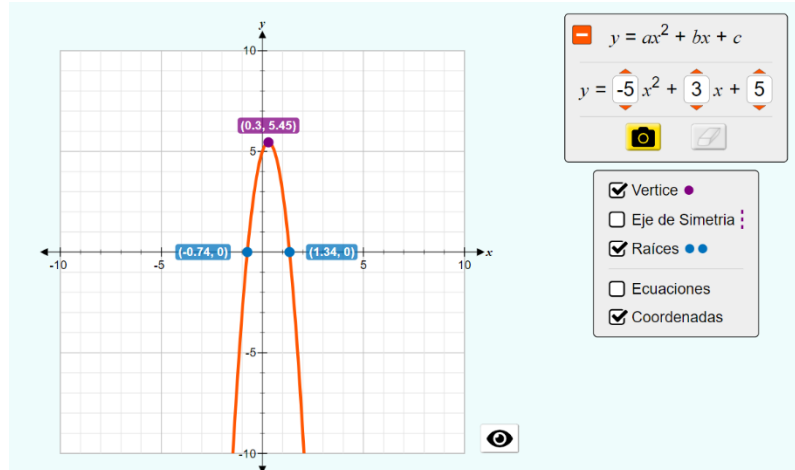 y
10
(0.3, 5.45)
5
(-0.74, 0)
(1.34, 0)
x
-10
-5
5
10
-5
-10
y = ax² + bx + c
y = -5 x² + 3 x + 5
Vertice
Eje de Simetria
Raíces
Ecuaciones
Coordenadas